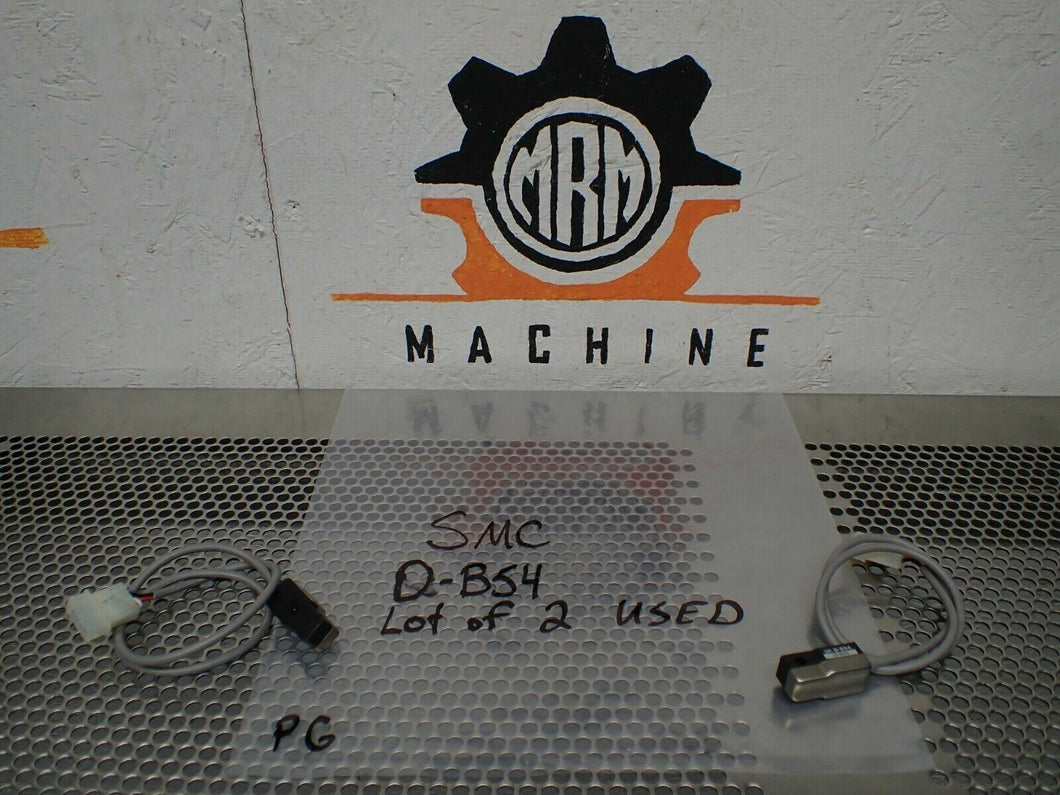 MRM
MACHINE
SMC
D-B54
Lot of 2 USED
PG